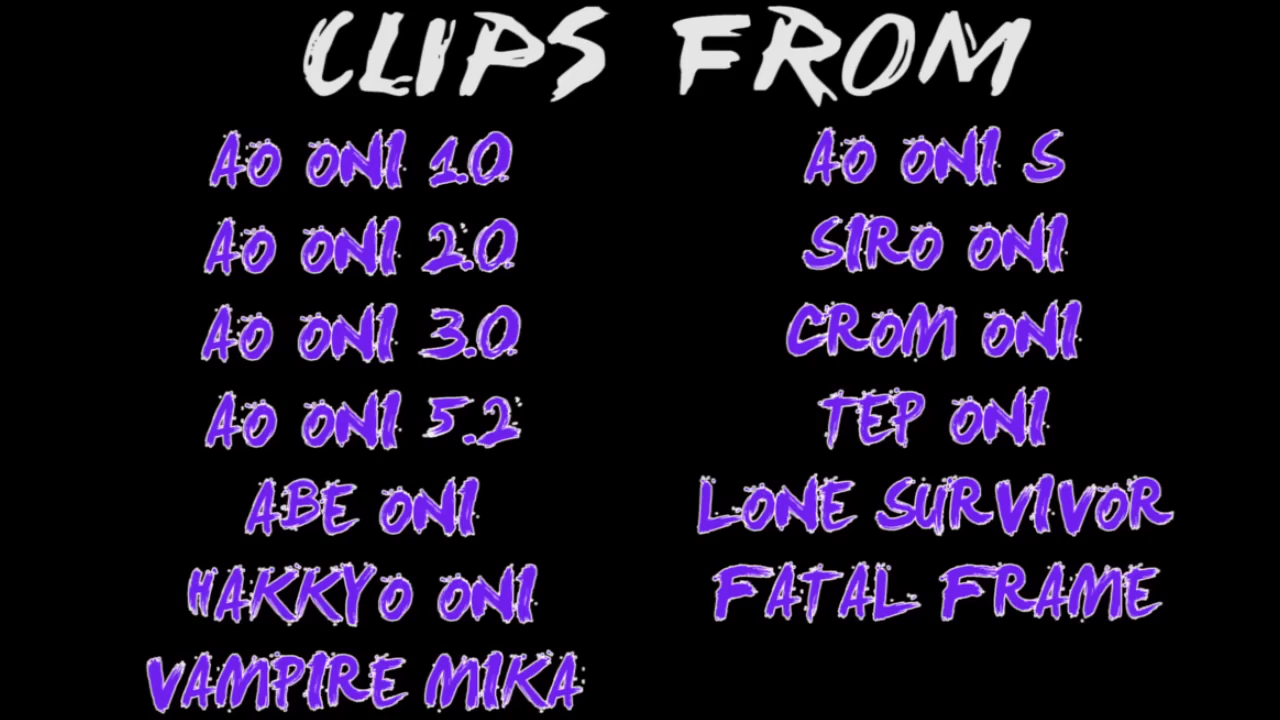 CLIPS FROM
AO ONI 1.0
AO ONI 2.0
AO ONI 3.0
AO ONI 5.2
ABE ONI
HAKKYO ONI
VAMPIRE MIKA
AO ONI S
SIRO ONI
CROM ONI
TEP ONI
LONE SURVIVOR
FATAL FRAME